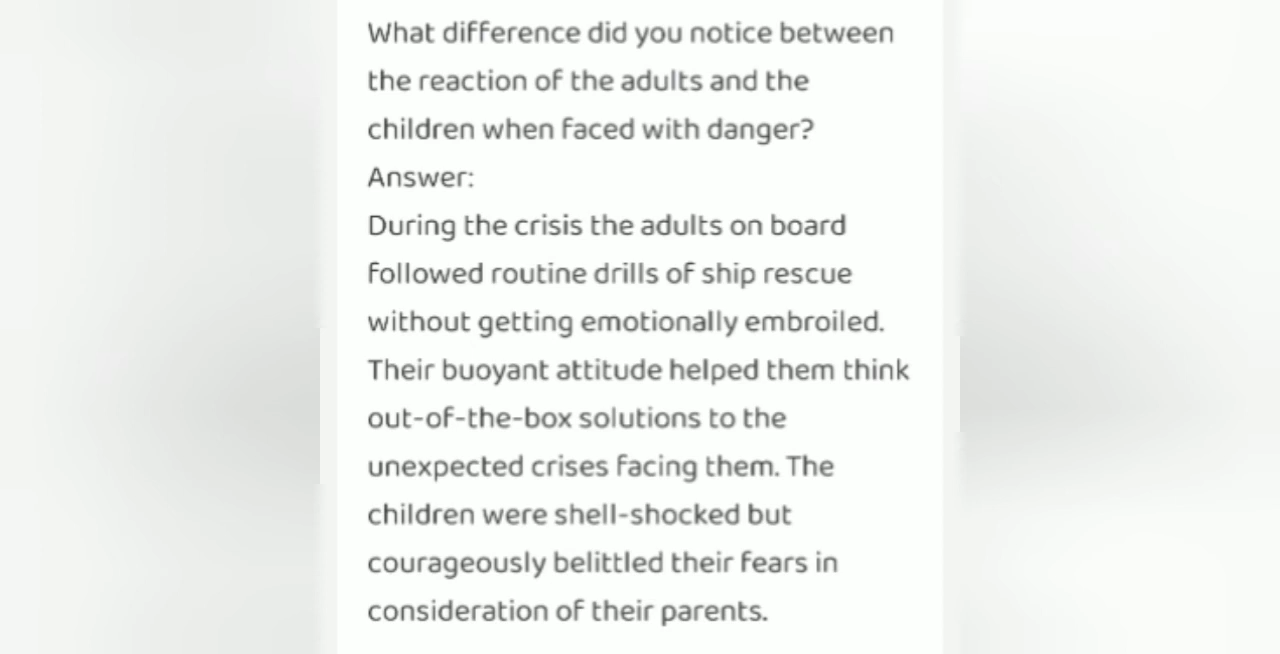 What difference did you notice between
the reaction of the adults and the
children when faced with danger?
Answer:
During the crisis the adults on board
followed routine drills of ship rescue
without getting emotionally embroiled.
Their buoyant attitude helped them think
out-of-the-box solutions to the
unexpected crises facing them. The
children were shell-shocked but
courageously belittled their fears in
consideration of their parents.